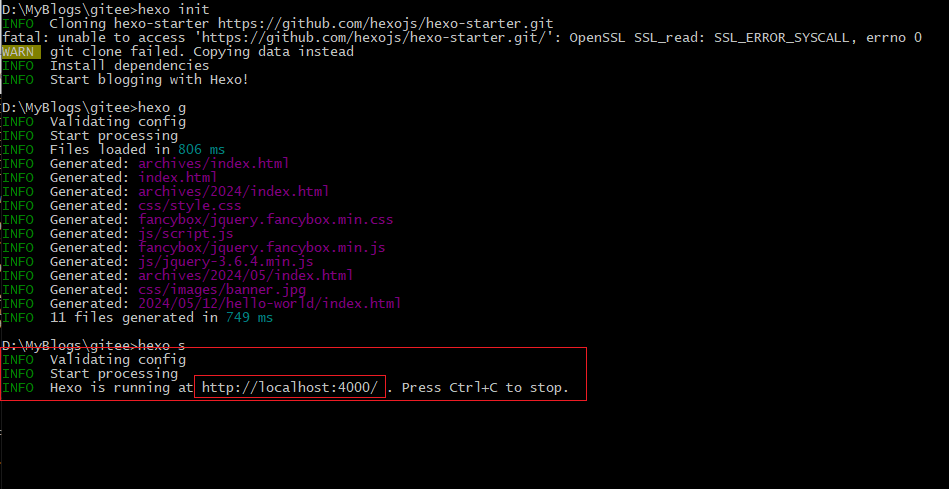 D:\MyBlogs\gitee>hexo init
INFO  Cloning hexo-starter https://github.com/hexojs/hexo-starter.git
fatal: unable to access 'https://github.com/hexojs/hexo-starter.git/': OpenSSL SSL_read: SSL_ERROR_SYSCALL, errno 0
WARN  git clone failed. Copying data instead
INFO  Install dependencies
INFO  Start blogging with Hexo!
D:\MyBlogs\gitee>hexo g
INFO  Validating config
INFO  Start processing
INFO  Files loaded in 806 ms
INFO  Generated: archives/index.html
INFO  Generated: index.html
INFO  Generated: archives/2024/index.html
INFO  Generated: css/style.css
INFO  Generated: fancybox/jquery.fancybox.min.css
INFO  Generated: js/script.js
INFO  Generated: fancybox/jquery.fancybox.min.js
INFO  Generated: js/jquery-3.6.4.min.js
INFO  Generated: archives/2024/05/index.html
INFO  Generated: css/images/banner.jpg
INFO  Generated: 2024/05/12/hello-world/index.html
INFO  11 files generated in 749 ms
D:\MyBlogs\gitee>hexo s
INFO  Validating config
INFO  Start processing
INFO  Hexo is running at http://localhost:4000/ . Press Ctrl+C to stop.